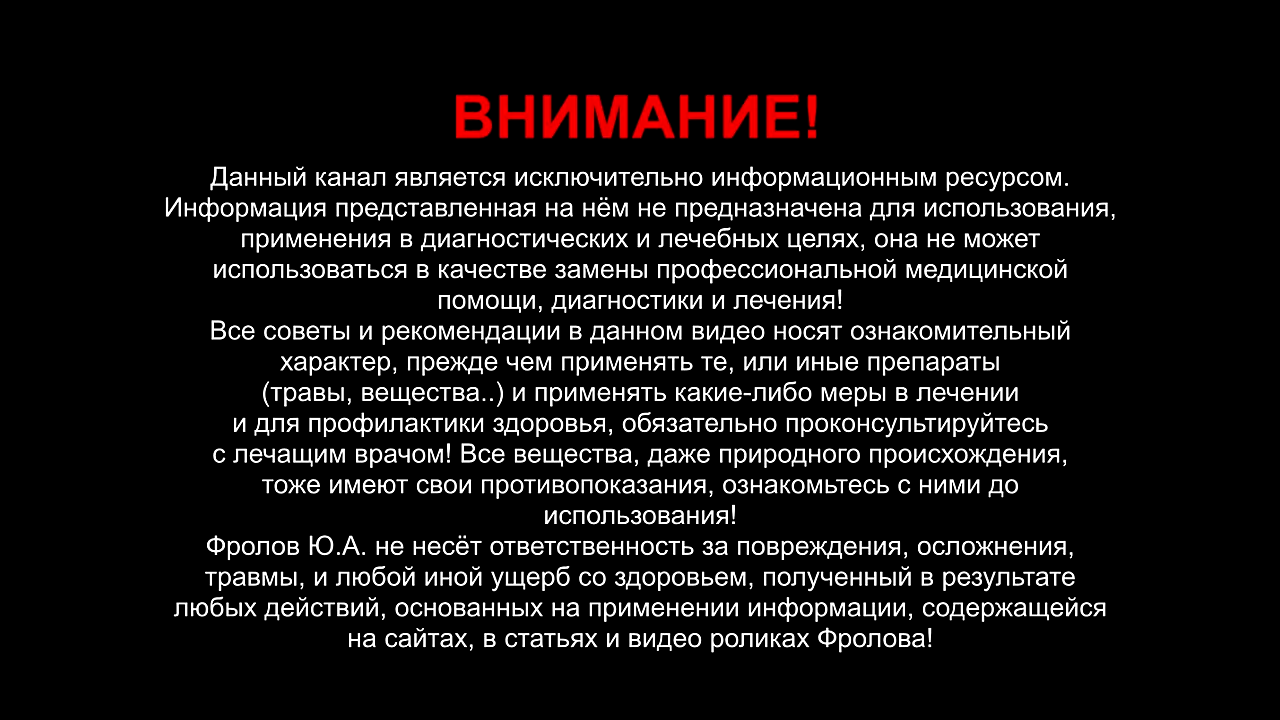 ВНИМАНИЕ!
Данный канал является исключительно информационным ресурсом.
Информация представленная на нём не предназначена для использования,
применения в диагностических и лечебных целях, она не может
использоваться в качестве замены профессиональной медицинской
помощи, диагностики и лечения!
Все советы и рекомендации в данном видео носят ознакомительный
характер, прежде чем применять те, или иные препараты
(травы, вещества..) и применять какие-либо меры в лечении
и для профилактики здоровья, обязательно проконсультируйтесь
с лечащим врачом! Все вещества, даже природного происхождения,
тоже имеют свои противопоказания, ознакомьтесь с ними до
использования!
Фролов Ю.А. не несёт ответственность за повреждения, осложнения,
травмы, и любой иной ущерб со здоровьем, полученный в результате
любых действий, основанных на применении информации, содержащейся
на сайтах, в статьях и видео роликах Фролова!